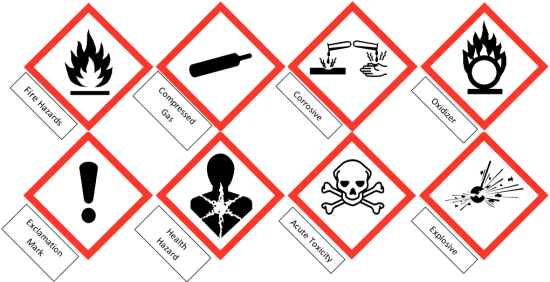 Fire Hazards
Compressed
Gas
Corrosive
Oxidizer
Exclamation
Mark
Health
Hazard
Acute Toxicity
Explosive